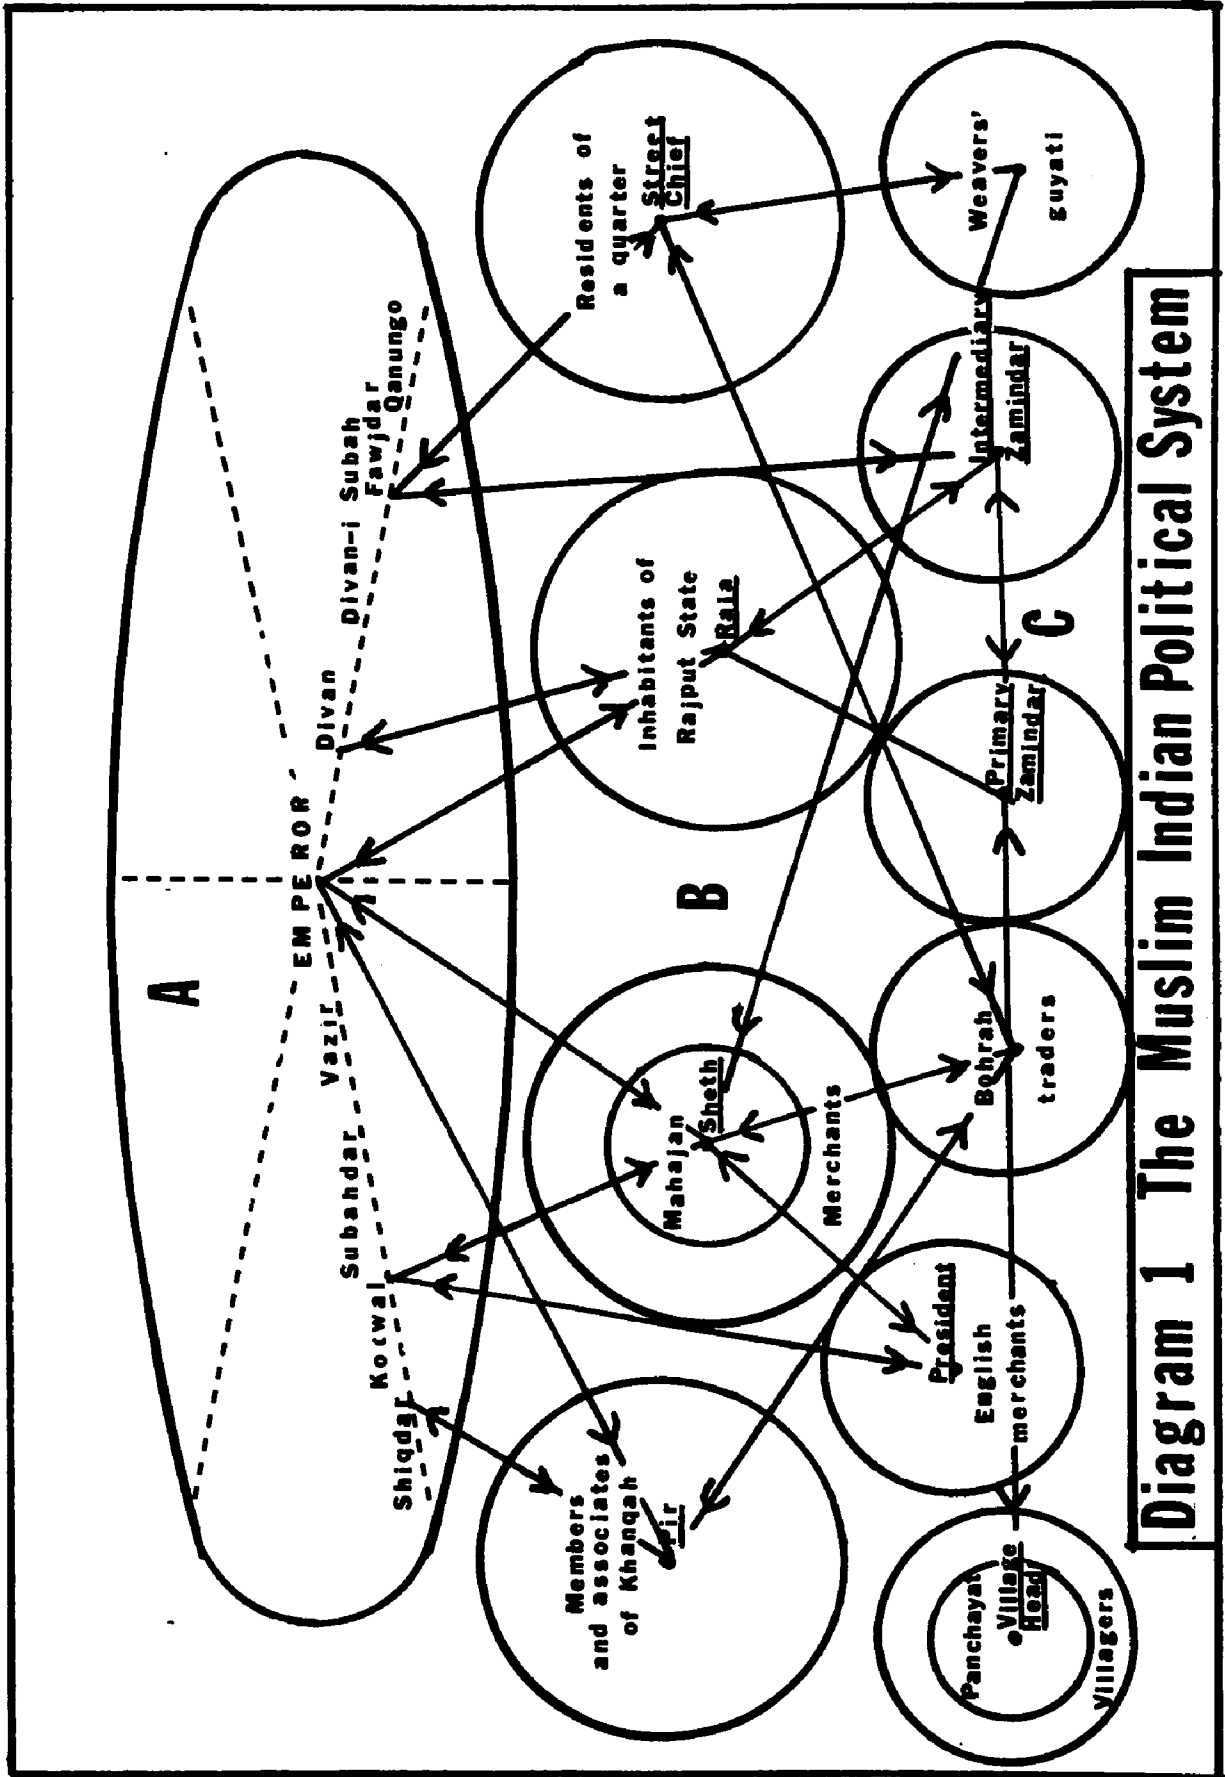 A
EMPEROR
Shiqdar
Kotwal
Subahdar
Vazir
Divan
Divan-i Subah
Fawjdar
Qanungo
B
Members
and associates
of Khanqah
Pir
Mahajan
Sheth
Merchants
Inhabitants of
Rajput State
Raja
Residents of
a quarter
Street
Chief
C
Panchayat
Village
Head
Villagers
President
English
merchants
Bohrah
traders
Primary
Zamindar
Intermediary
Zamindar
Weavers'
guyati
Diagram 1 The Muslim Indian Political System